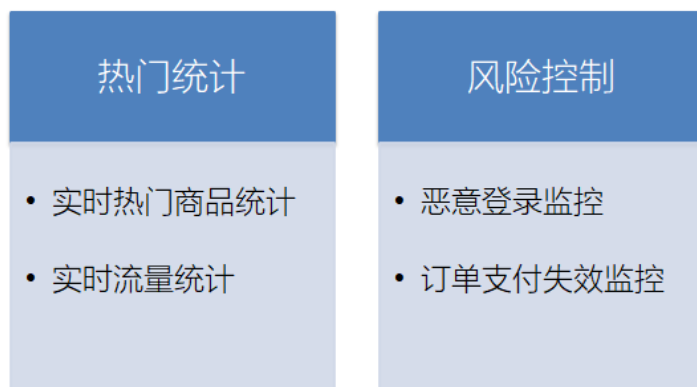 热门统计
• 实时热门商品统计
• 实时流量统计
风险控制
• 恶意登录监控
• 订单支付失效监控